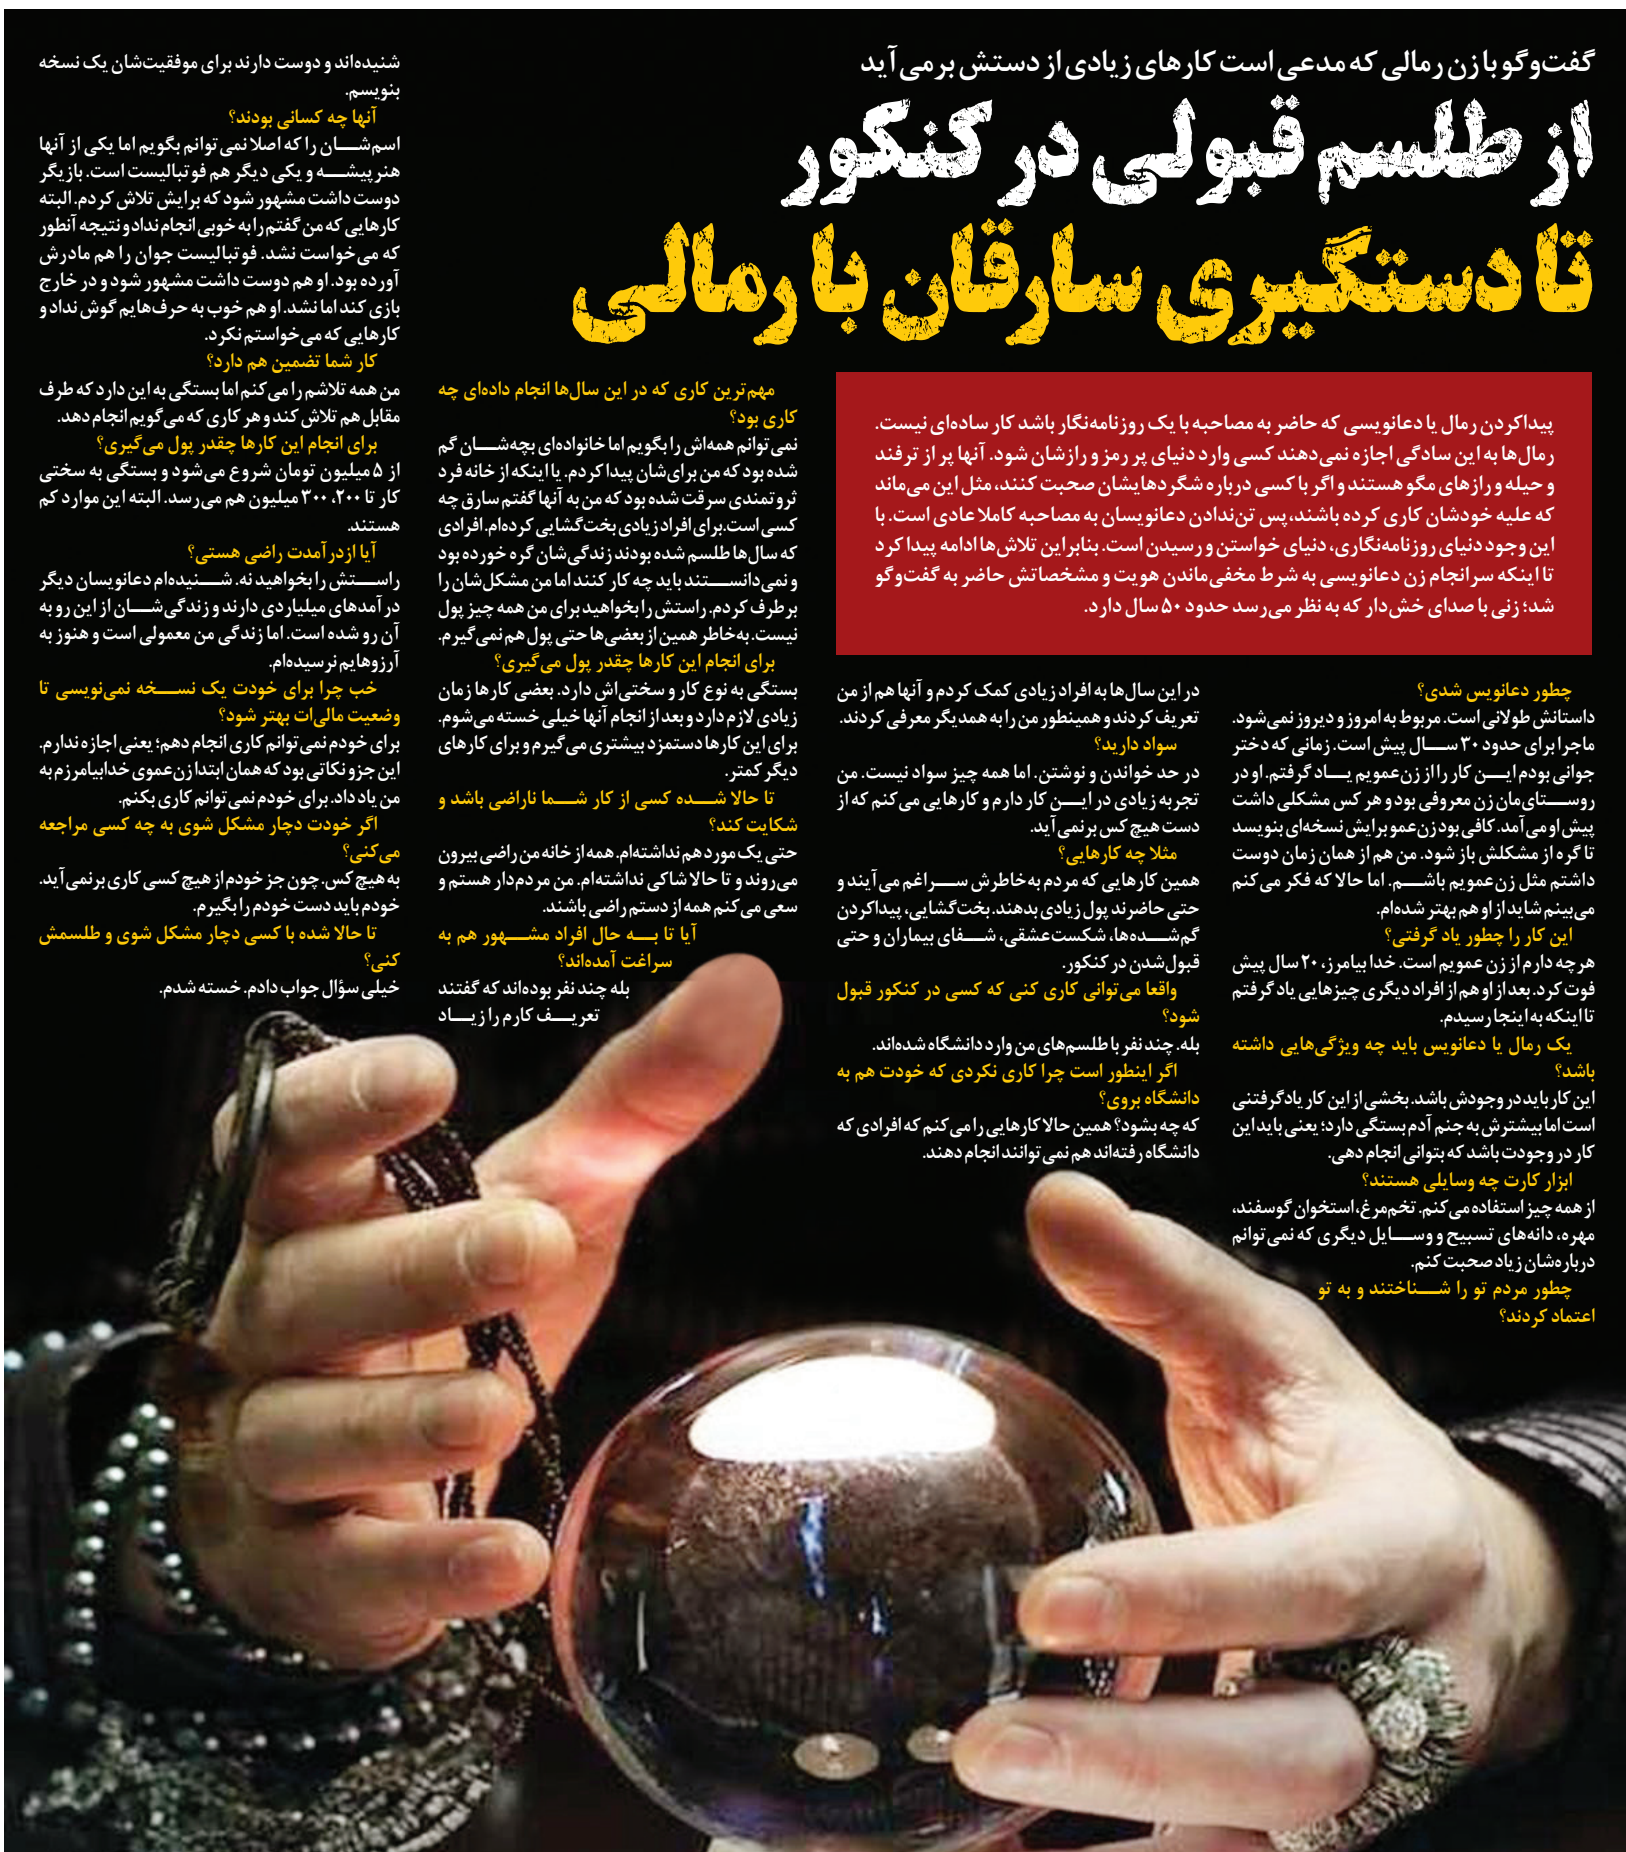 گفت‌وگو با زن رمالی که مدعی است کارهای زیادی از دستش برمی‌آید
از طلسم قبولی در کنکور
تا دستگیری سارقان با رمالی
پیداکردن رمال یا دعانویسی که حاضر به مصاحبه با یک روزنامه‌نگار باشد کار ساده‌ای نیست.
رمال‌ها به این سادگی اجازه نمی‌دهند کسی وارد دنیای پر رمز و رازشان شود. آنها پر از ترفند
و حیله و رازهای مگو هستند و اگر با کسی درباره شگردهایشان صحبت کنند، مثل این می‌ماند
که علیه خودشان کاری کرده باشند، پس تن‌ندادن دعانویسان به مصاحبه کاملا عادی است. با
این وجود دنیای روزنامه‌نگاری، دنیای خواستن و رسیدن است. بنابراین تلاش‌ها ادامه پیدا کرد
تا اینکه سرانجام زن دعانویسی به شرط مخفی‌ماندن هویت و مشخصاتش حاضر به گفت‌وگو
شد؛ زنی با صدای خش‌دار که به نظر می‌رسد حدود ۵۰ سال دارد.
چطور دعانویس شدی؟
داستانش طولانی است. مربوط به امروز و دیروز نمی‌شود.
ماجرا برای حدود ۳۰ سـال پیش است. زمانی که دختر
جوانی بودم ایـن کار را از زن‌عمویم یـاد گرفتم. او در
روسـتای‌مان زن معروفی بود و هر کس مشکلی داشت
پیش او می‌آمد. کافی بود زن‌عمو برایش نسخه‌ای بنویسد
تا گره از مشکلش باز شود. من هم از همان زمان دوست
داشتم مثل زن‌عمویم باشـم. اما حالا که فکر می‌کنم
می‌بینم شاید از او هم بهتر شده‌ام.
این کار را چطور یاد گرفتی؟
هرچه دارم از زن عمویم است. خدا بیامرز، ۲۰ سال پیش
فوت کرد. بعد از او هم از افراد دیگری چیزهایی یاد گرفتم
تا اینکه به اینجا رسیدم.
یک رمال یا دعانویس باید چه ویژگی‌هایی داشته
باشد؟
این کار باید در وجودش باشد. بخشی از این کار یادگرفتنی
است اما بیشترش به جنم آدم بستگی دارد؛ یعنی باید این
کار در وجودت باشد که بتوانی انجام دهی.
ابزار کارت چه وسایلی هستند؟
از همه چیز استفاده می‌کنم. تخم‌مرغ، استخوان گوسفند،
مهره، دانه‌های تسبیح و وسـایل دیگری که نمی‌توانم
درباره‌شان زیاد صحبت کنم.
چطور مردم تو را شـناختند و به تو
اعتماد کردند؟
در این سال‌ها به افراد زیادی کمک کردم و آنها هم از من
تعریف کردند و همینطور من را به همدیگر معرفی کردند.
سواد دارید؟
در حد خواندن و نوشتن. اما همه چیز سواد نیست. من
تجربه زیادی در ایـن کار دارم و کارهایی می‌کنم که از
دست هیچ کس برنمی‌آید.
مثلا چه کارهایی؟
همین کارهایی که مردم به‌خاطرش سـراغم می‌آیند و
حتی حاضرند پول زیادی بدهند. بخت‌گشایی، پیداکردن
گم‌شـده‌ها، شکست‌عشقی، شـفای بیماران و حتی
قبول‌شدن در کنکور.
واقعا می‌توانی کاری کنی که کسی در کنکور قبول
شود؟
بله. چند نفر با طلسم‌های من وارد دانشگاه شده‌اند.
اگر اینطور است چرا کاری نکردی که خودت هم به
دانشگاه بروی؟
که چه بشود؟ همین حالا کارهایی را می‌کنم که افرادی که
دانشگاه رفته‌اند هم نمی‌توانند انجام دهند.
مهم‌ترین کاری که در این سال‌ها انجام داده‌ای چه
کاری بود؟
نمی‌توانم همه‌اش را بگویم اما خانواده‌ای بچه‌شـان گم
شده بود که من برای‌شان پیدا کردم. یا اینکه از خانه فرد
ثروتمندی سرقت شده بود که من به آنها گفتم سارق چه
کسی است.برای افراد زیادی بخت‌گشایی کرده‌ام. افرادی
که سال‌ها طلسم شده بودند زندگی‌شان گره خورده بود
و نمی‌دانسـتند باید چه کار کنند اما من مشکل‌شان را
برطرف کردم. راستش را بخواهید برای من همه چیز پول
نیست. به‌خاطر همین از بعضی‌ها حتی پول هم نمی‌گیرم.
برای انجام این کارها چقدر پول می‌گیری؟
بستگی به نوع کار و سختی‌اش دارد. بعضی کارها زمان
زیادی لازم دارد و بعد از انجام آنها خیلی خسته می‌شوم.
برای این کارها دستمزد بیشتری می‌گیرم و برای کارهای
دیگر کمتر.
تا حالا شـده کسی از کار شـما ناراضی باشد و
شکایت کند؟
حتی یک مورد هم نداشته‌ام. همه از خانه من راضی بیرون
می‌روند و تا حالا شاکی نداشته‌ام. من مردم‌دار هستم و
سعی می‌کنم همه از دستم راضی باشند.
آیا تا بـه حال افراد مشـهور هم به
سراغت آمده‌اند؟
بله چند نفر بوده‌اند که گفتند
تعریـف کارم را زیـاد
شنیده‌اند و دوست دارند برای موفقیت‌شان یک نسخه
بنویسم.
آنها چه کسانی بودند؟
اسم‌شـان را که اصلا نمی‌توانم بگویم اما یکی از آنها
هنرپیشـه و یکی دیگر هم فوتبالیست است. بازیگر
دوست داشت مشهور شود که برایش تلاش کردم. البته
کارهایی که من گفتم را به خوبی انجام نداد و نتیجه آنطور
که می‌خواست نشد. فوتبالیست جوان را هم مادرش
آورده بود. او هم دوست داشت مشهور شود و در خارج
بازی کند اما نشد. او هم خوب به حرف‌هایم گوش نداد و
کارهایی که می‌خواستم نکرد.
کار شما تضمین هم دارد؟
من همه تلاشم را می‌کنم اما بستگی به این دارد که طرف
مقابل هم تلاش کند و هر کاری که می‌گویم انجام دهد.
برای انجام این کارها چقدر پول می‌گیری؟
از ۵ میلیون تومان شروع می‌شود و بستگی به سختی
کار تا ۲۰۰، ۳۰۰ میلیون هم می‌رسد. البته این موارد کم
هستند.
آیا از درآمدت راضی هستی؟
راسـتش را بخواهید نه. شـنیده‌ام دعانویسان دیگر
درآمدهای میلیاردی دارند و زندگی‌شـان از این رو به
آن رو شده است. اما زندگی من معمولی است و هنوز به
آرزوهایم نرسیده‌ام.
خب چرا برای خودت یک نسـخه نمی‌نویسی تا
وضعیت مالی‌ات بهتر شود؟
برای خودم نمی‌توانم کاری انجام دهم؛ یعنی اجازه ندارم.
این جزو نکاتی بود که همان ابتدا زن‌عموی خدابیامرزم به
من یاد داد. برای خودم نمی‌توانم کاری بکنم.
اگر خودت دچار مشکل شوی به چه کسی مراجعه
می‌کنی؟
به هیچ کس. چون جز خودم از هیچ کسی کاری برنمی‌آید.
خودم باید دست خودم را بگیرم.
تا حالا شده با کسی دچار مشکل شوی و طلسمش
کنی؟
خیلی سؤال جواب دادم. خسته شدم.